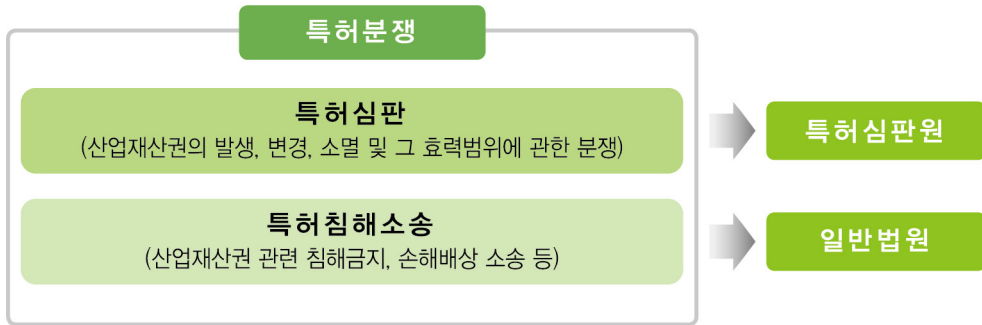 특허분쟁
특허심판
(산업재산권의 발생, 변경, 소멸 및 그 효력범위에 관한 분쟁)
특허심판원
특허침해소송
(산업재산권 관련 침해금지, 손해배상 소송 등)
일반법원